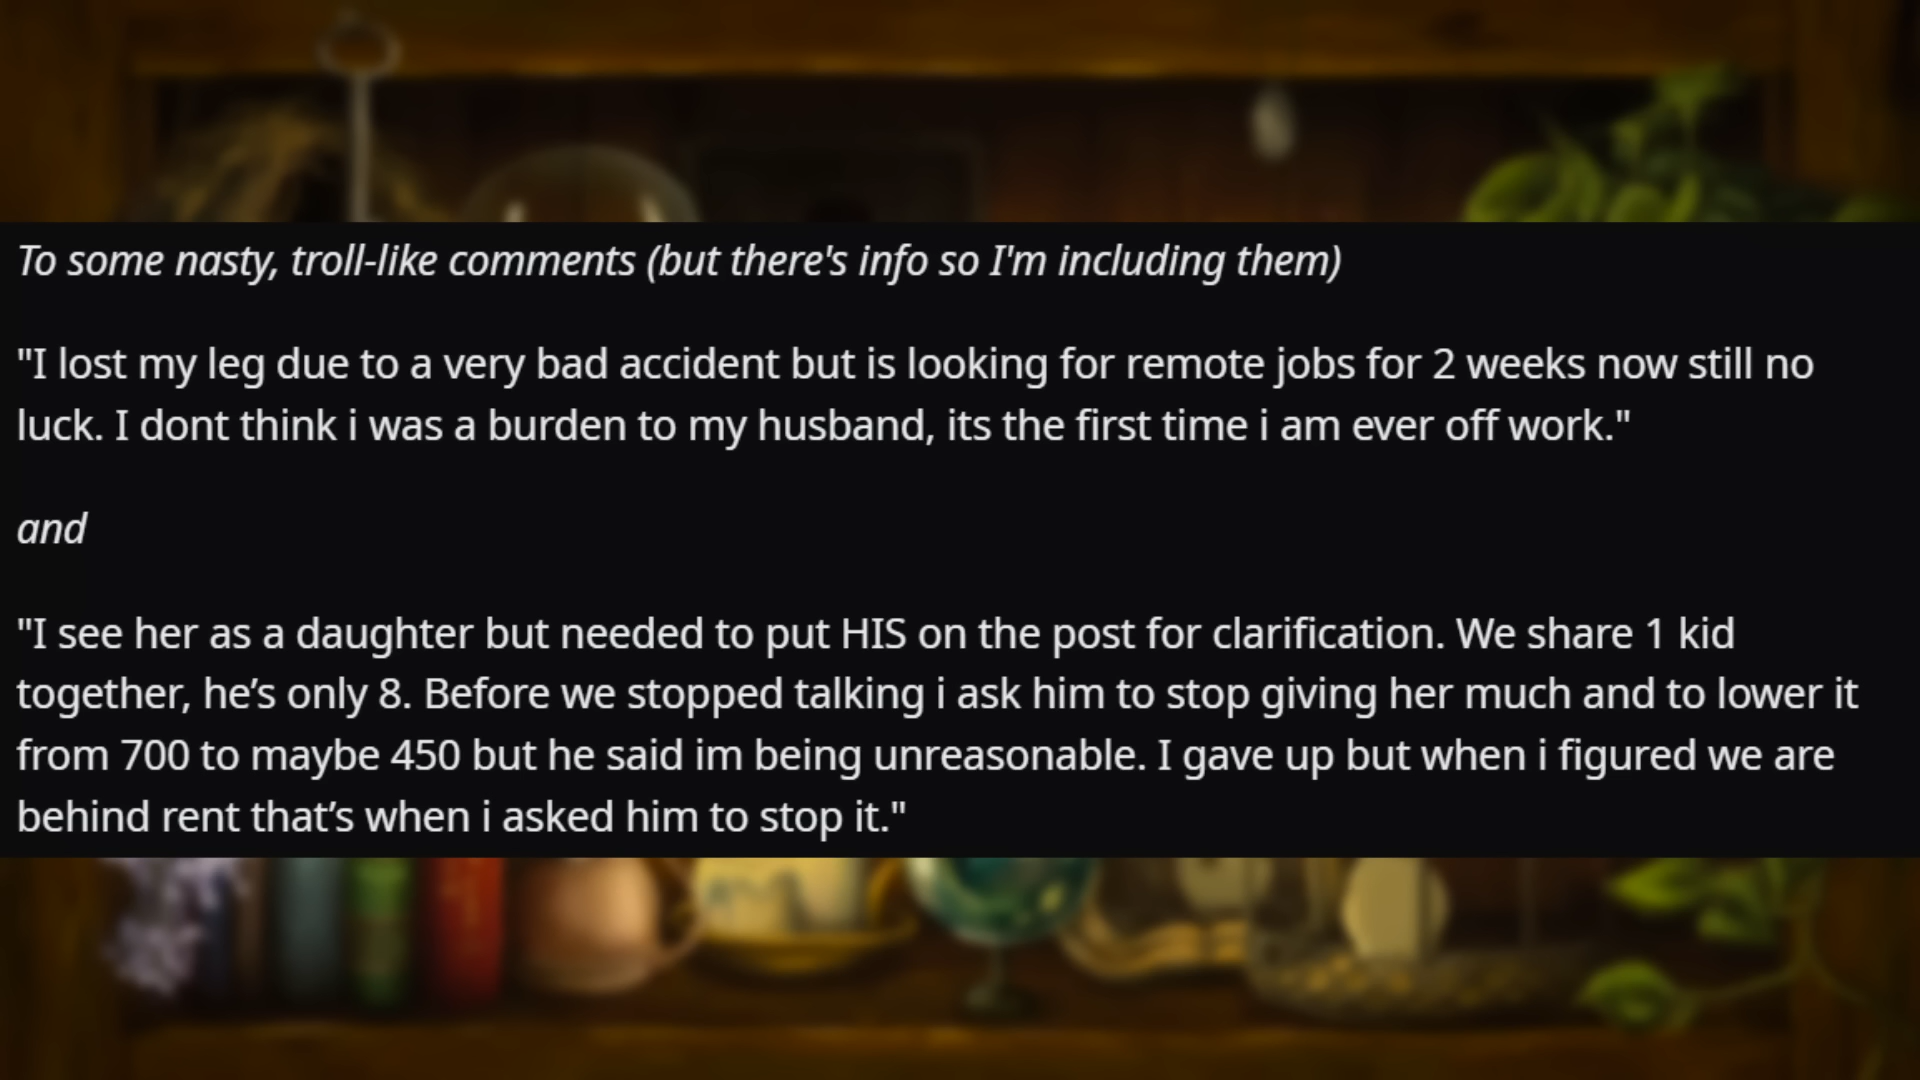 To some nasty, troll-like comments (but there's info so I'm including them)
"I lost my leg due to a very bad accident but is looking for remote jobs for 2 weeks now still no
luck. I dont think i was a burden to my husband, its the first time i am ever off work."
and
"I see her as a daughter but needed to put HIS on the post for clarification. We share 1 kid
together, he’s only 8. Before we stopped talking i ask him to stop giving her much and to lower it
from 700 to maybe 450 but he said im being unreasonable. I gave up but when i figured we are
behind rent that’s when i asked him to stop it."